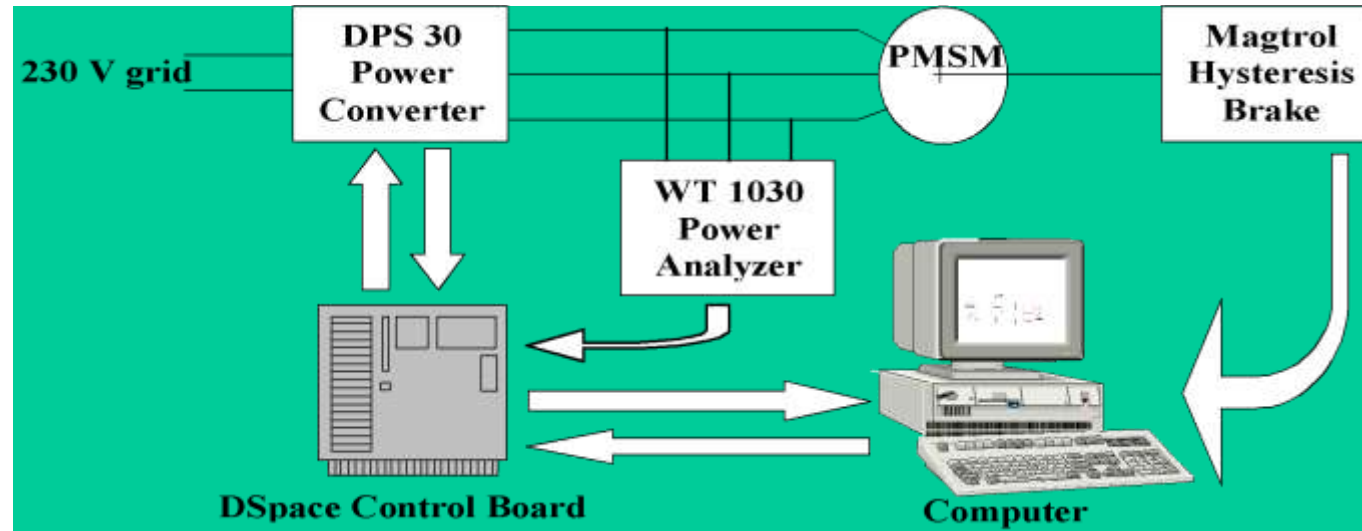 230 V grid
DPS 30
Power
Converter
PMSM
Magtrol
Hysteresis
Brake
WT 1030
Power
Analyzer
DSpace Control Board
Computer